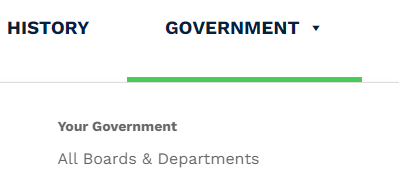 HISTORY GOVERNMENT
Your Government
All Boards & Departments